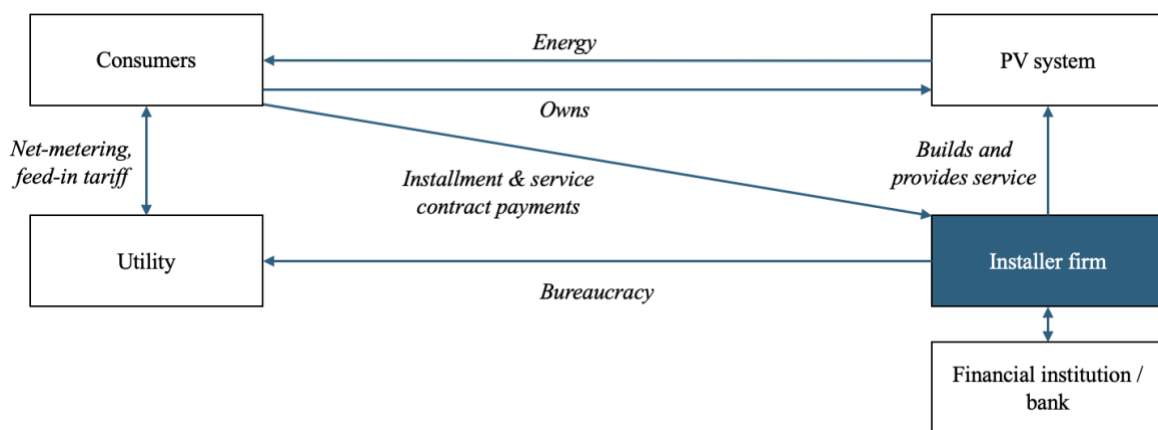 Energy
Consumers
PV system
Owns
Net-metering,
feed-in tariff
Builds and
provides service
Installment & service
contract payments
Utility
Installer firm
Bureaucracy
Financial institution /
bank